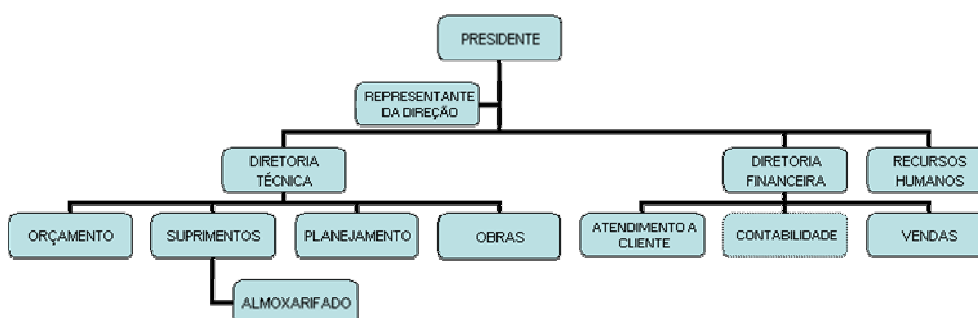 PRESIDENTE
REPRESENTANTE
DA DIREÇÃO
DIRETORIA
TÉCNICA
DIRETORIA
FINANCEIRA
RECURSOS
HUMANOS
ORÇAMENTO
SUPRIMENTOS
PLANEJAMENTO
OBRAS
ATENDIMENTO A
CLIENTE
CONTABILIDADE
VENDAS
ALMOXARIFADO